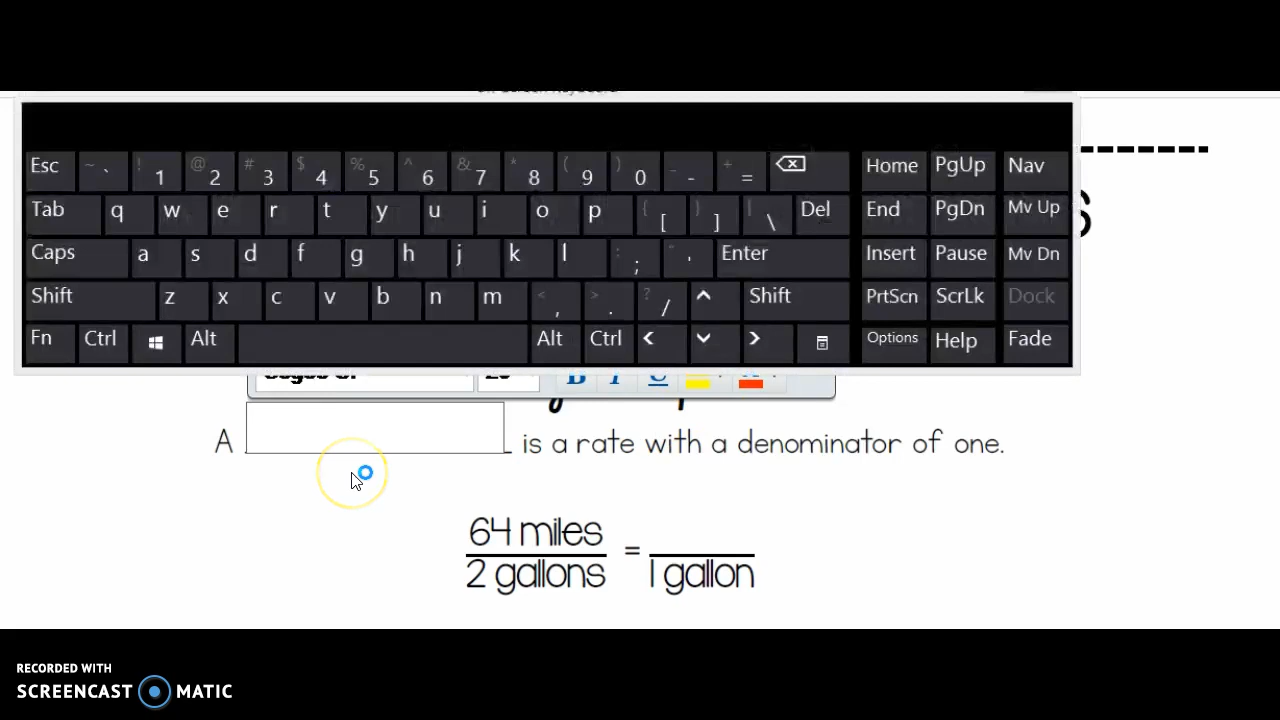 Esc ~ ` ! 1 @ 2 # 3 $ 4 % 5 ^ 6 & 7 * 8 ( 9 ) 0 _ - + = Home PgUp Nav
Tab q w e r t y u i o p { [ } ] | \ Del End PgDn Mv Up
Caps a s d f g h j k l : ; " ' Enter Insert Pause Mv Dn
Shift z x c v b n m < , > . ? / ^ Shift PrtScn ScrLk Dock
Fn Ctrl Alt Alt Ctrl < > Options Help Fade
B I U
A is a rate with a denominator of one.
64 miles
=
2 gallons 1 gallon
RECORDED WITH
SCREENCAST MATIC